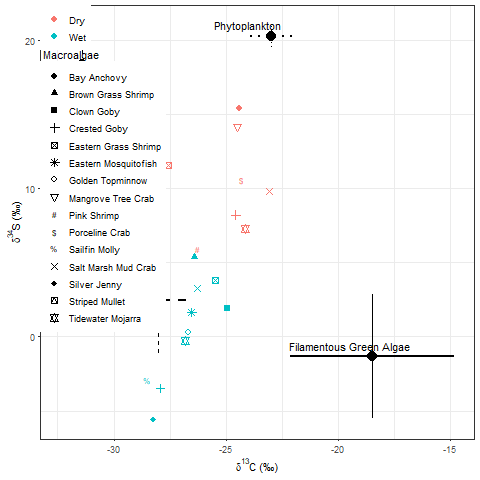 Phytoplankton
Dry
Wet
Macroalgae
Bay Anchovy
Brown Grass Shrimp
Clown Goby
Crested Goby
Eastern Grass Shrimp
Eastern Mosquitofish
Golden Topminnow
Mangrove Tree Crab
# Pink Shrimp
$ Porceline Crab
% Sailfin Molly
Salt Marsh Mud Crab
Silver Jenny
Striped Mullet
Tidewater Mojarra
$
#
%
Filamentous Green Algae
20
10
0
δ³⁴S (‰)
-30 -25 -20 -15
δ¹³C (‰)